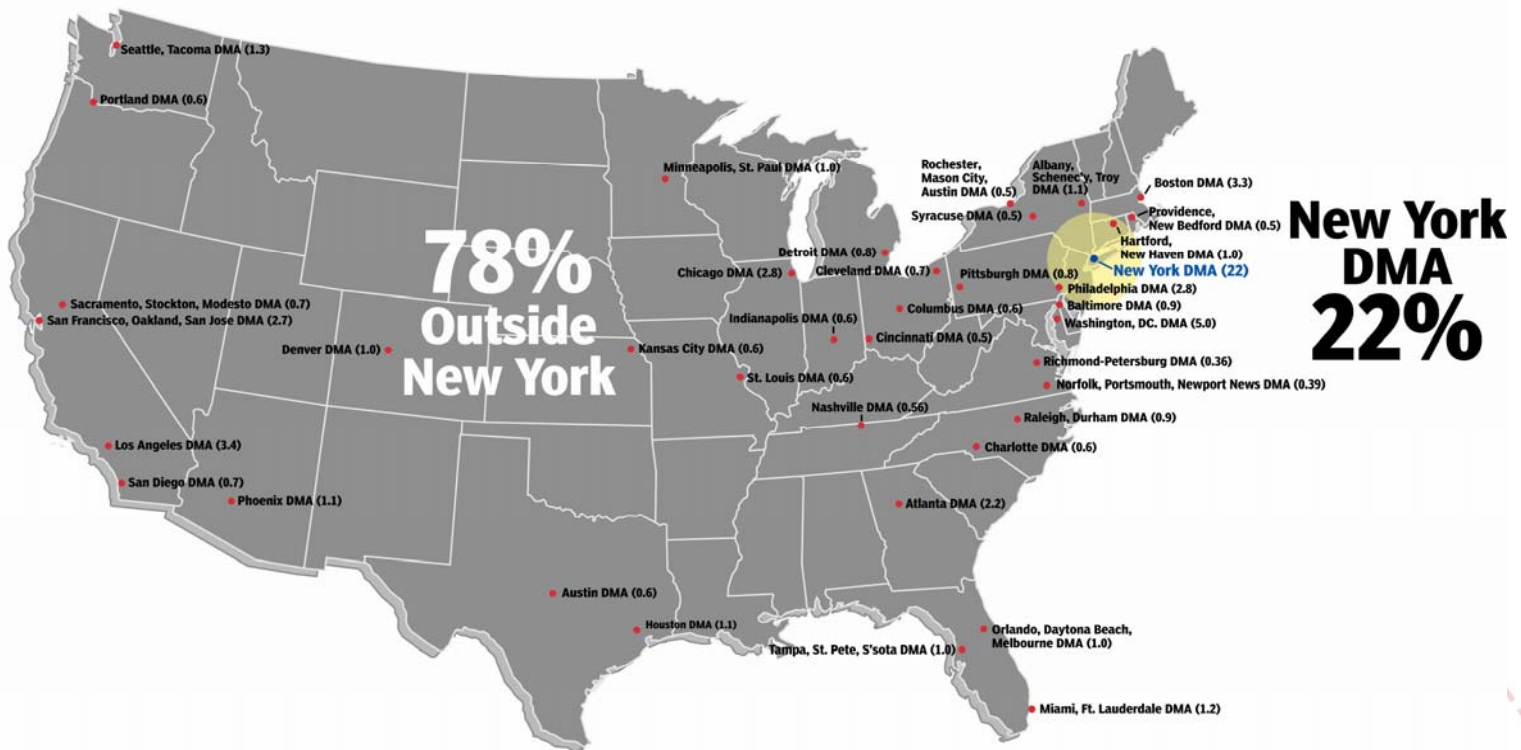 Seattle, Tacoma DMA (1.3)
Portland DMA (0.6)
Minneapolis, St. Paul DMA (1.0)
Rochester,
Mason City,
Austin DMA (0.5)
Albany,
Schenec'y, Troy
DMA (1.1)
Boston DMA (3.3)
Syracuse DMA (0.5)
Providence,
New Bedford DMA (0.5)
Hartford,
New Haven DMA (1.0)
New York DMA (22)
New York
DMA
22%
78%
Outside
New York
Detroit DMA (0.8)
Chicago DMA (2.8)
Cleveland DMA (0.7)
Pittsburgh DMA (0.8)
Philadelphia DMA (2.8)
Baltimore DMA (0.9)
Washington, DC. DMA (5.0)
Columbus DMA (0.6)
Indianapolis DMA (0.6)
Cincinnati DMA (0.5)
Sacramento, Stockton, Modesto DMA (0.7)
San Francisco, Oakland, San Jose DMA (2.7)
Denver DMA (1.0)
Kansas City DMA (0.6)
St. Louis DMA (0.6)
Richmond-Petersburg DMA (0.36)
Norfolk, Portsmouth, Newport News DMA (0.39)
Nashville DMA (0.56)
Raleigh, Durham DMA (0.9)
Charlotte DMA (0.6)
Los Angeles DMA (3.4)
San Diego DMA (0.7)
Phoenix DMA (1.1)
Atlanta DMA (2.2)
Austin DMA (0.6)
Houston DMA (1.1)
Orlando, Daytona Beach,
Melbourne DMA (1.0)
Tampa, St. Pete, S'sota DMA (1.0)
Miami, Ft. Lauderdale DMA (1.2)